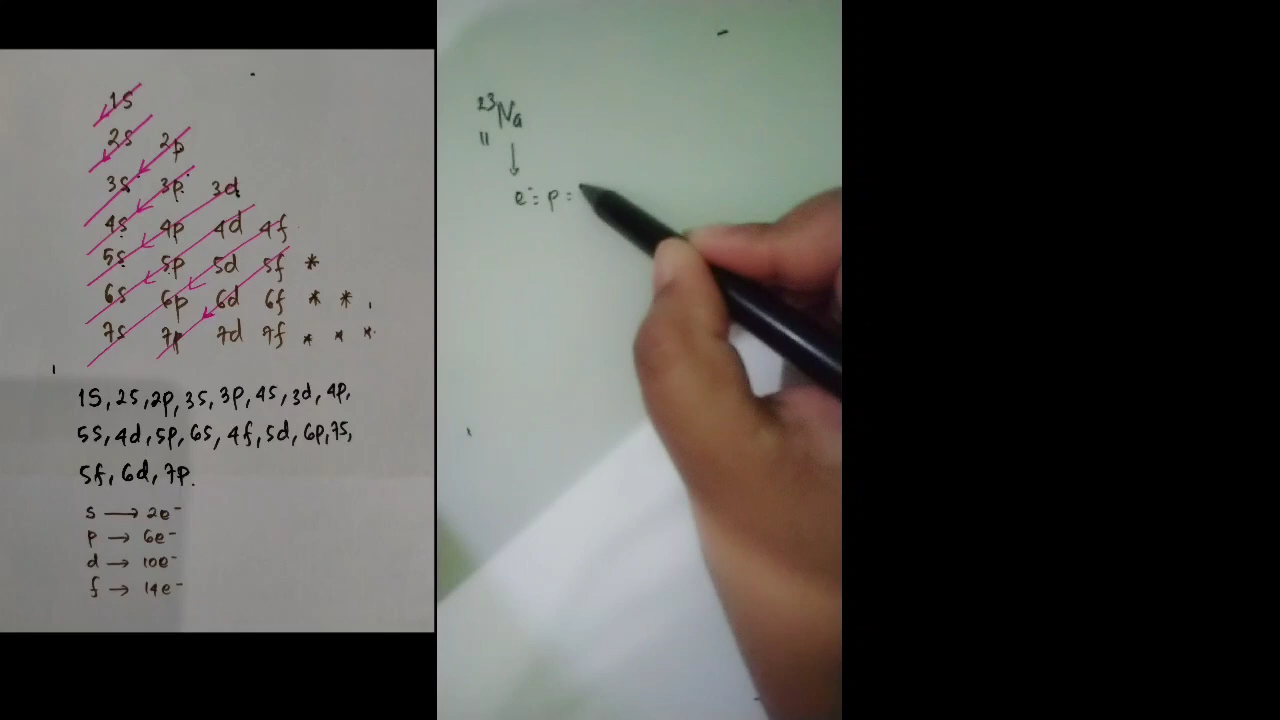 1s
2s 2p
3s 3p 3d
4s 4p 4d 4f
5s 5p 5d 5f *
6s 6p 6d 6f * *
7s 7p 7d 7f * * *
1s, 2s, 2p, 3s, 3p, 4s, 3d, 4p,
5s, 4d, 5p, 6s, 4f, 5d, 6p, 7s,
5f, 6d, 7p.
s → 2e⁻
p → 6e⁻
d → 10e⁻
f → 14e⁻
23
Na
11
↓
e⁻ = p =